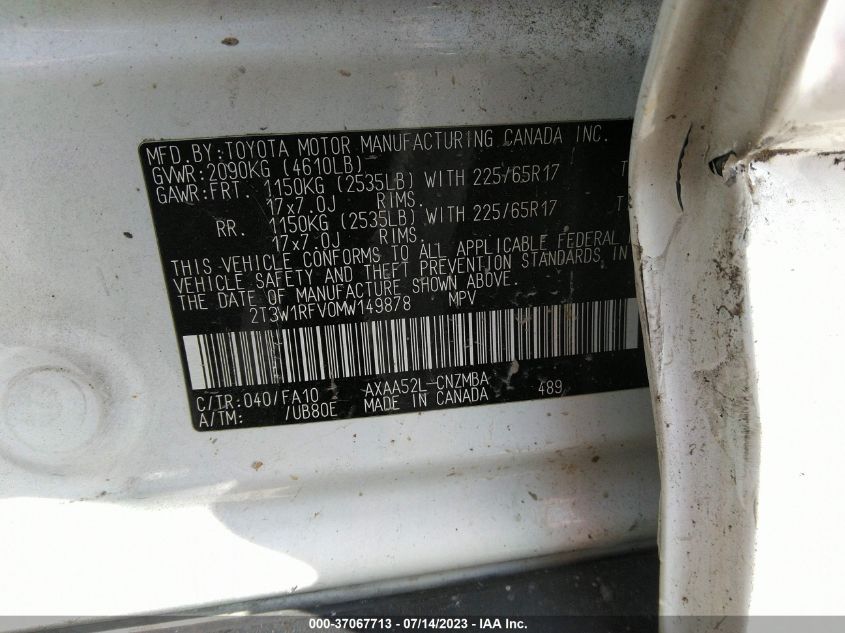 MFD.BY:TOYOTA MOTOR MANUFACTURING CANADA INC.
GVWR:2090KG (4610LB)
GAWR:FRT. 1150KG (2535LB) WITH 225/65R17 T
17x7.0J RIMS.
RR. 1150KG (2535LB) WITH 225/65R17 T
17x7.0J RIMS.
THIS VEHICLE CONFORMS TO ALL APPLICABLE FEDERAL
VEHICLE SAFETY AND THEFT PREVENTION STANDARDS IN
THE DATE OF MANUFACTURE SHOWN ABOVE.
2T3W1RFV0MW149878 MPV
C/TR:040/FA10 AXAA52L-CNZMBA 489
A/TM: /UB80E MADE IN CANADA
000-37067713 - 07/14/2023 - IAA Inc.